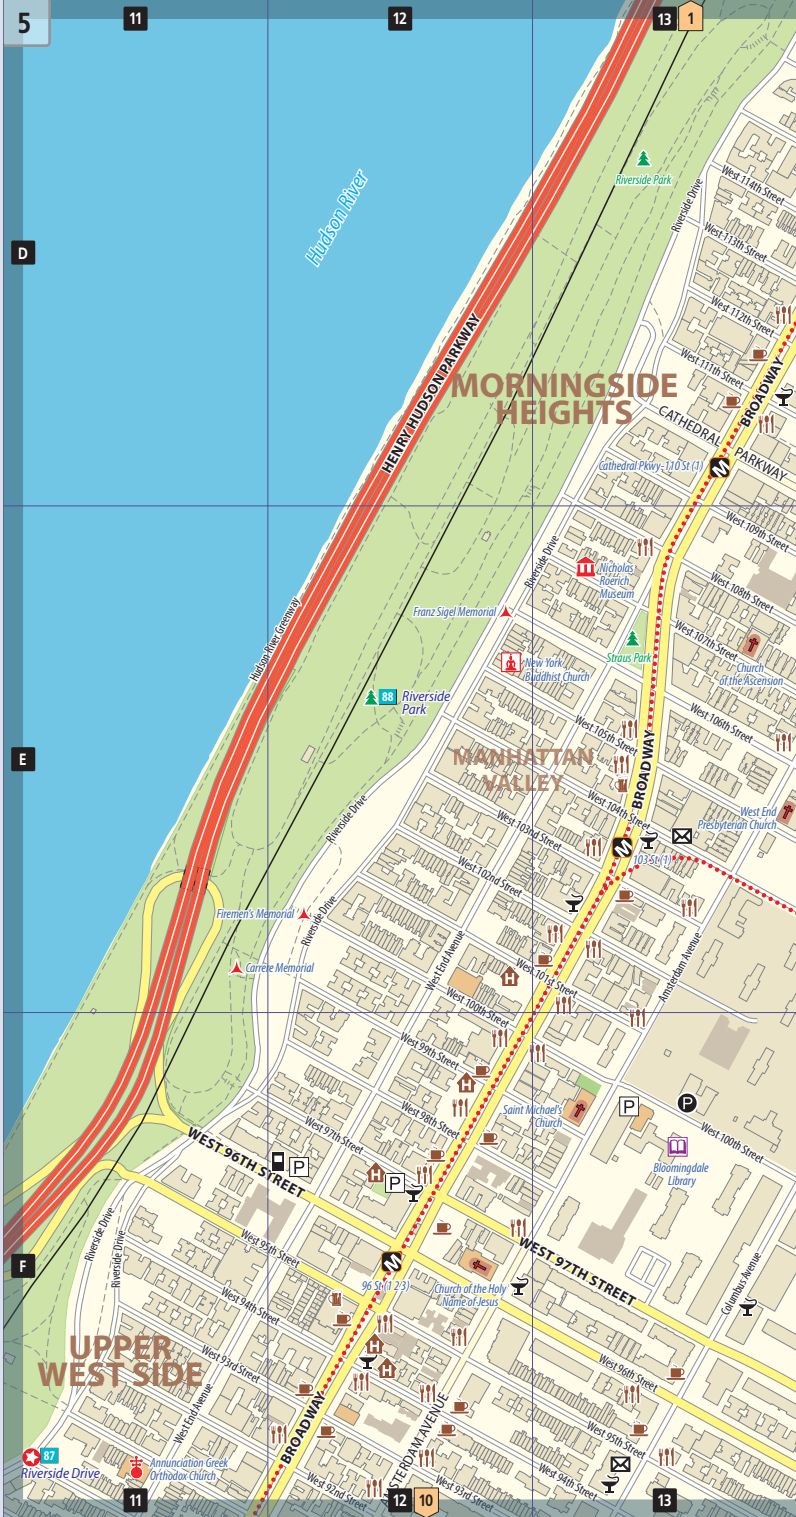 5
11
12
13
1
Riverside Park
West 114th Street
Riverside Drive
Hudson River
West 113th Street
D
West 112th Street
HENRY HUDSON PARKWAY
West 111th Street
BROADWAY
MORNINGSIDE
HEIGHTS
CATHEDRAL PARKWAY
Cathedral Pkwy-110 St (1)
West 109th Street
Riverside Drive
Nicholas
Roerich
Museum
West 108th Street
Hudson River Greenway
Franz Sigel Memorial
West 107th Street
Straus Park
Church
of the Ascension
New York
Buddhist Church
88
Riverside
Park
West 106th Street
West 105th Street
BROADWAY
MANHATTAN
VALLEY
E
West 104th Street
West End
Presbyterian Church
Riverside Drive
West 103rd Street
103 St (1)
West 102nd Street
Firemen's Memorial
Riverside Drive
West End Avenue
Carrère Memorial
West 101st Street
Amsterdam Avenue
West 100th Street
West 99th Street
Saint Michael's
Church
P
P
West 98th Street
West 97th Street
West 100th Street
WEST 96TH STREET
P
P
Bloomingdale
Library
Riverside Drive
Riverside Drive
West 95th Street
WEST 97TH STREET
F
Columbus Avenue
96 St (1 2 3)
Church of the Holy
Name of Jesus
West 94th Street
UPPER
WEST SIDE
West 93rd Street
West 96th Street
West End Avenue
BROADWAY
AMSTERDAM AVENUE
West 95th Street
87
Riverside Drive
Annunciation Greek
Orthodox Church
West 92nd Street
West 93rd Street
West 94th Street
11
12
10
13